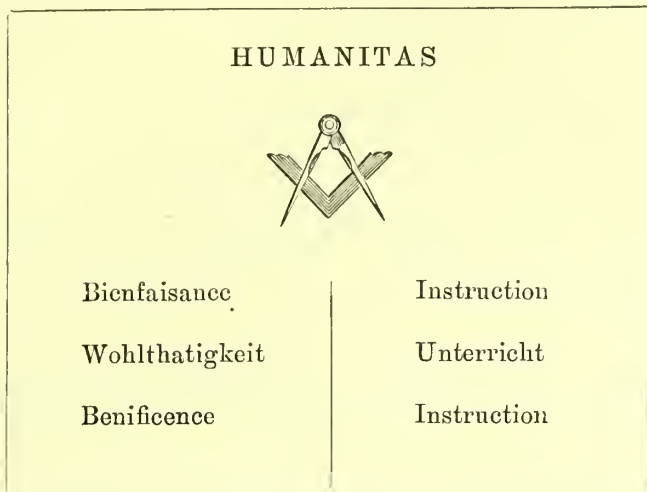 HUMANITAS
Bienfaisance
Wohlthatigkeit
Benificence
Instruction
Unterricht
Instruction